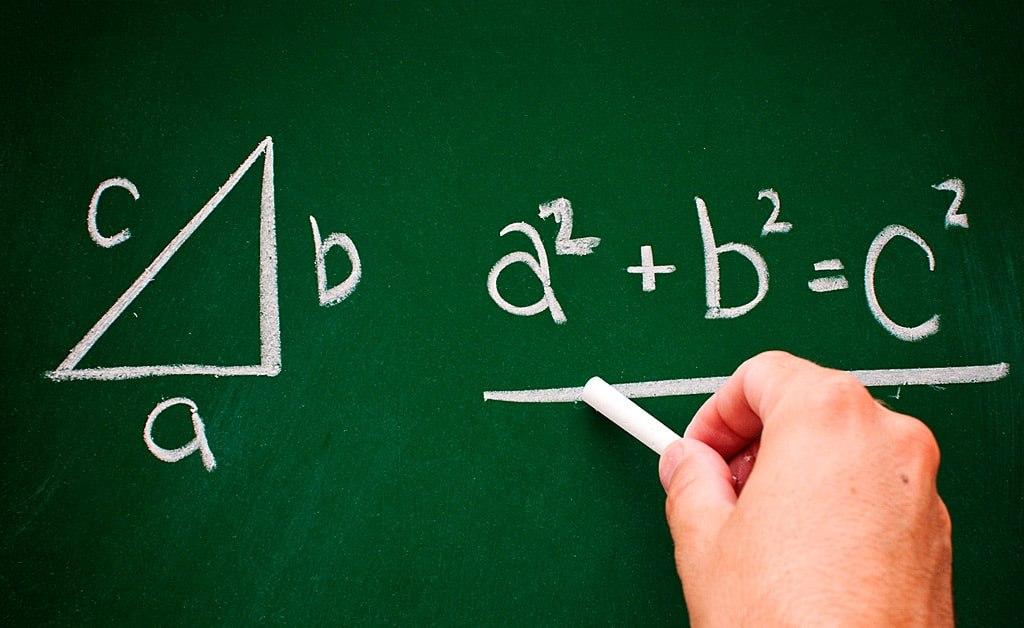 c
b
a² + b² = c²
a